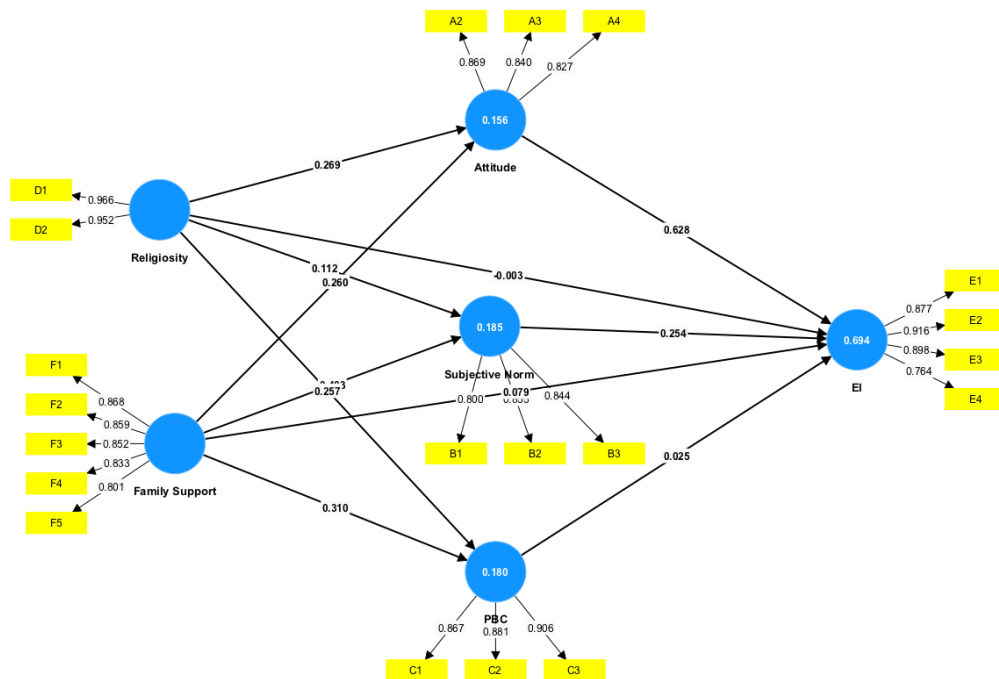 A2 A3 A4
0.869 0.840 0.827
0.156
Attitude
0.269
D1
0.966
D2
0.952
Religiosity
0.628
0.112
-0.003
0.260
E1
0.877
E2
0.916
E3
0.898
E4
0.764
0.185
0.254
0.694
Subjective Norm
EI
F1
0.868
F2
0.859
F3
0.852
F4
0.833
F5
0.801
0.257
0.079
0.800
0.844
B1 B2 B3
Family Support
0.310
0.025
0.180
PBC
0.867 0.881 0.906
C1 C2 C3